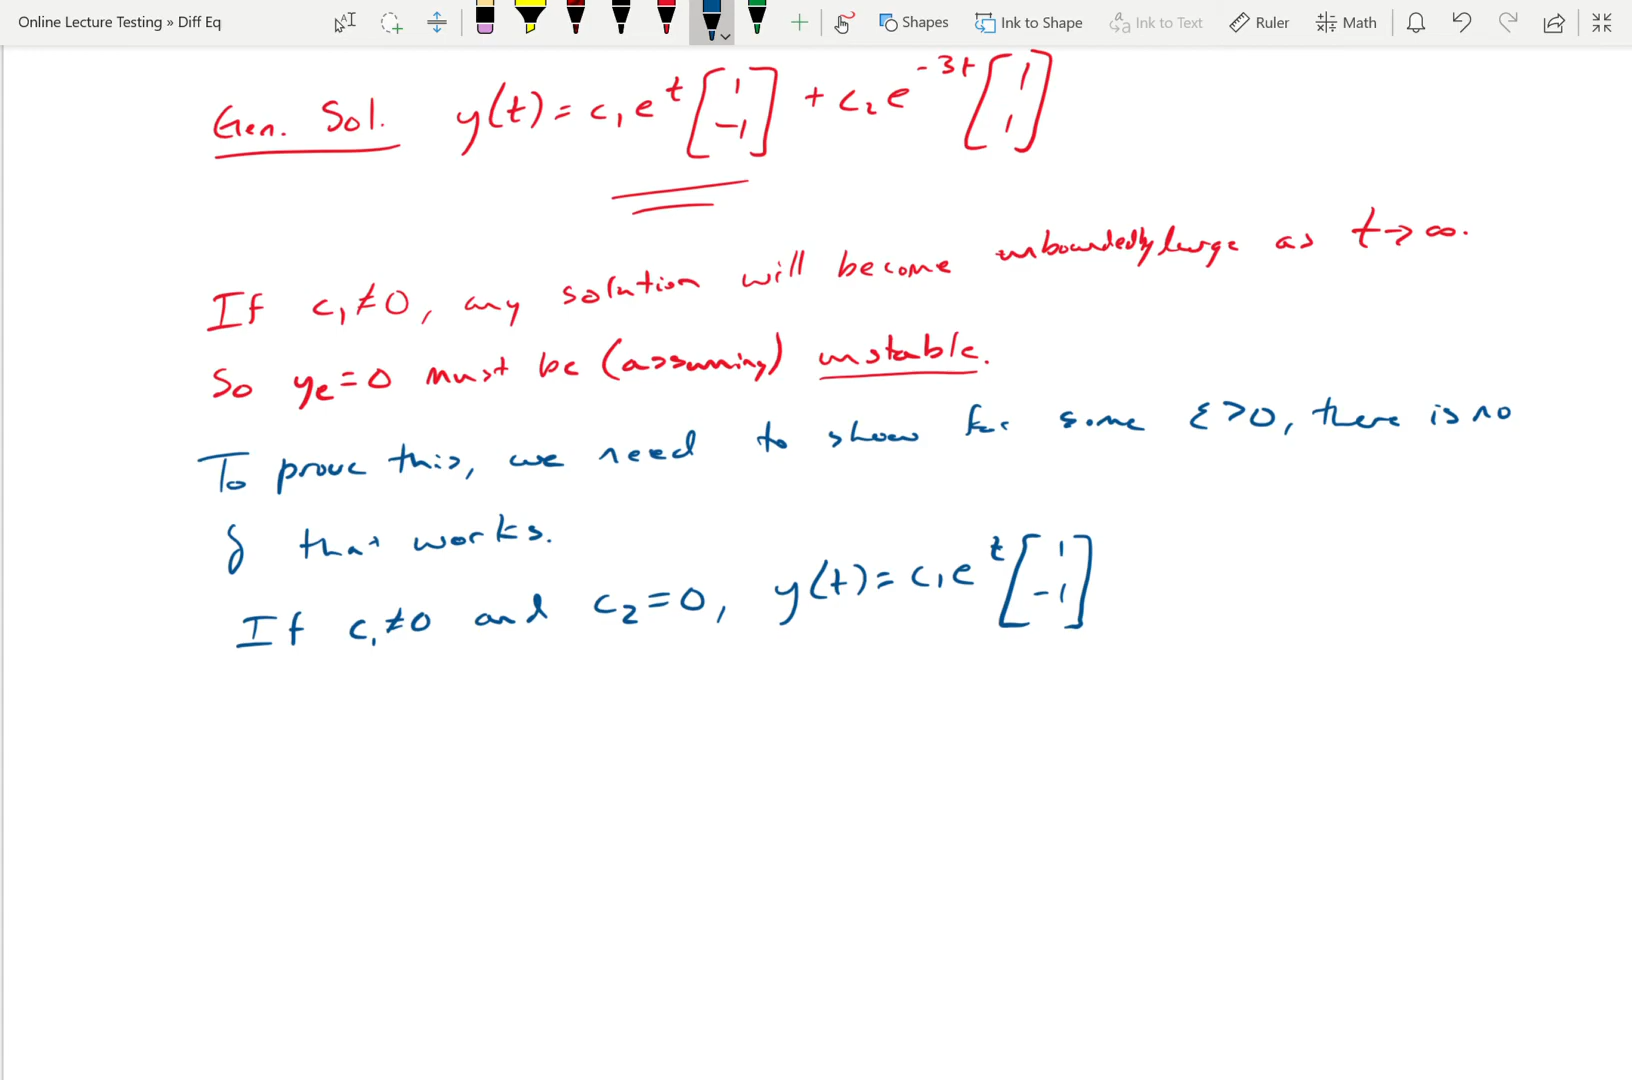 Online Lecture Testing » Diff Eq Shapes Ink to Shape Ink to Text Ruler Math
Gen. Sol. y(t) = c₁e^t [1 -1] + c₂e^-3t [1 1]
If c₁≠0, any solution will become unboundedly large as t→∞.
So yₑ=0 must be (assuming) unstable.
To prove this, we need to show for some ε>0, there is no
δ that works.
If c₁≠0 and c₂=0, y(t)=c₁e^t [1 -1]